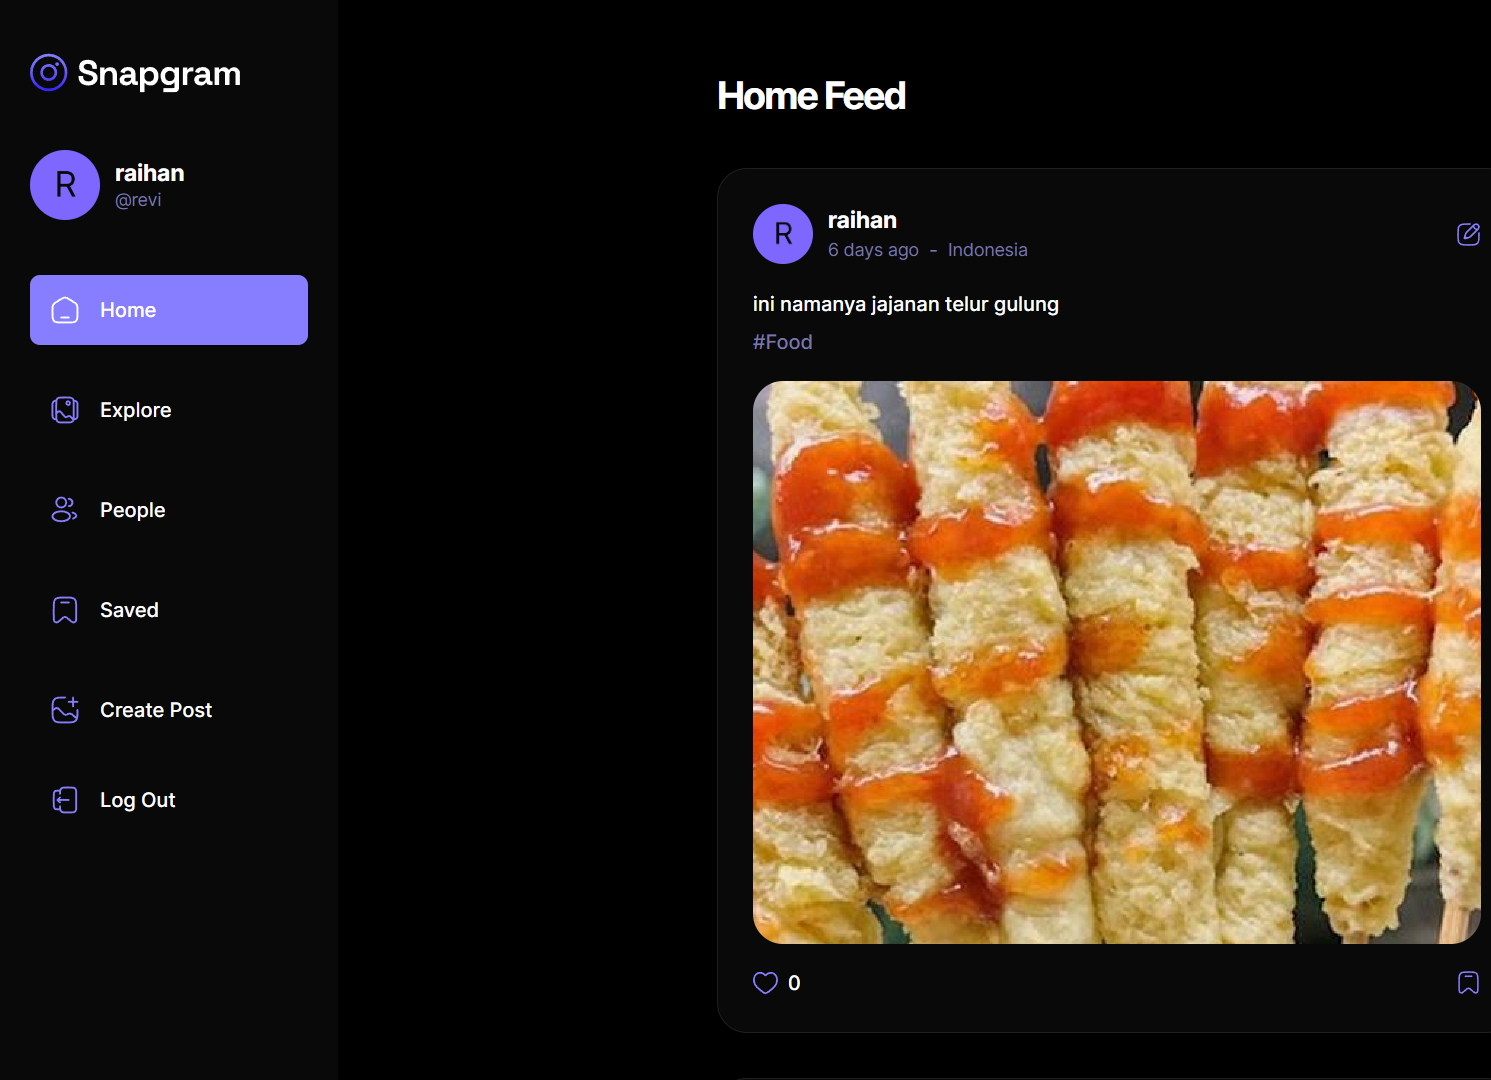 Snapgram
R
raihan
@revi
Home
Explore
People
Saved
Create Post
Log Out
Home Feed
R
raihan
6 days ago - Indonesia
ini namanya jajanan telur gulung
#Food
0